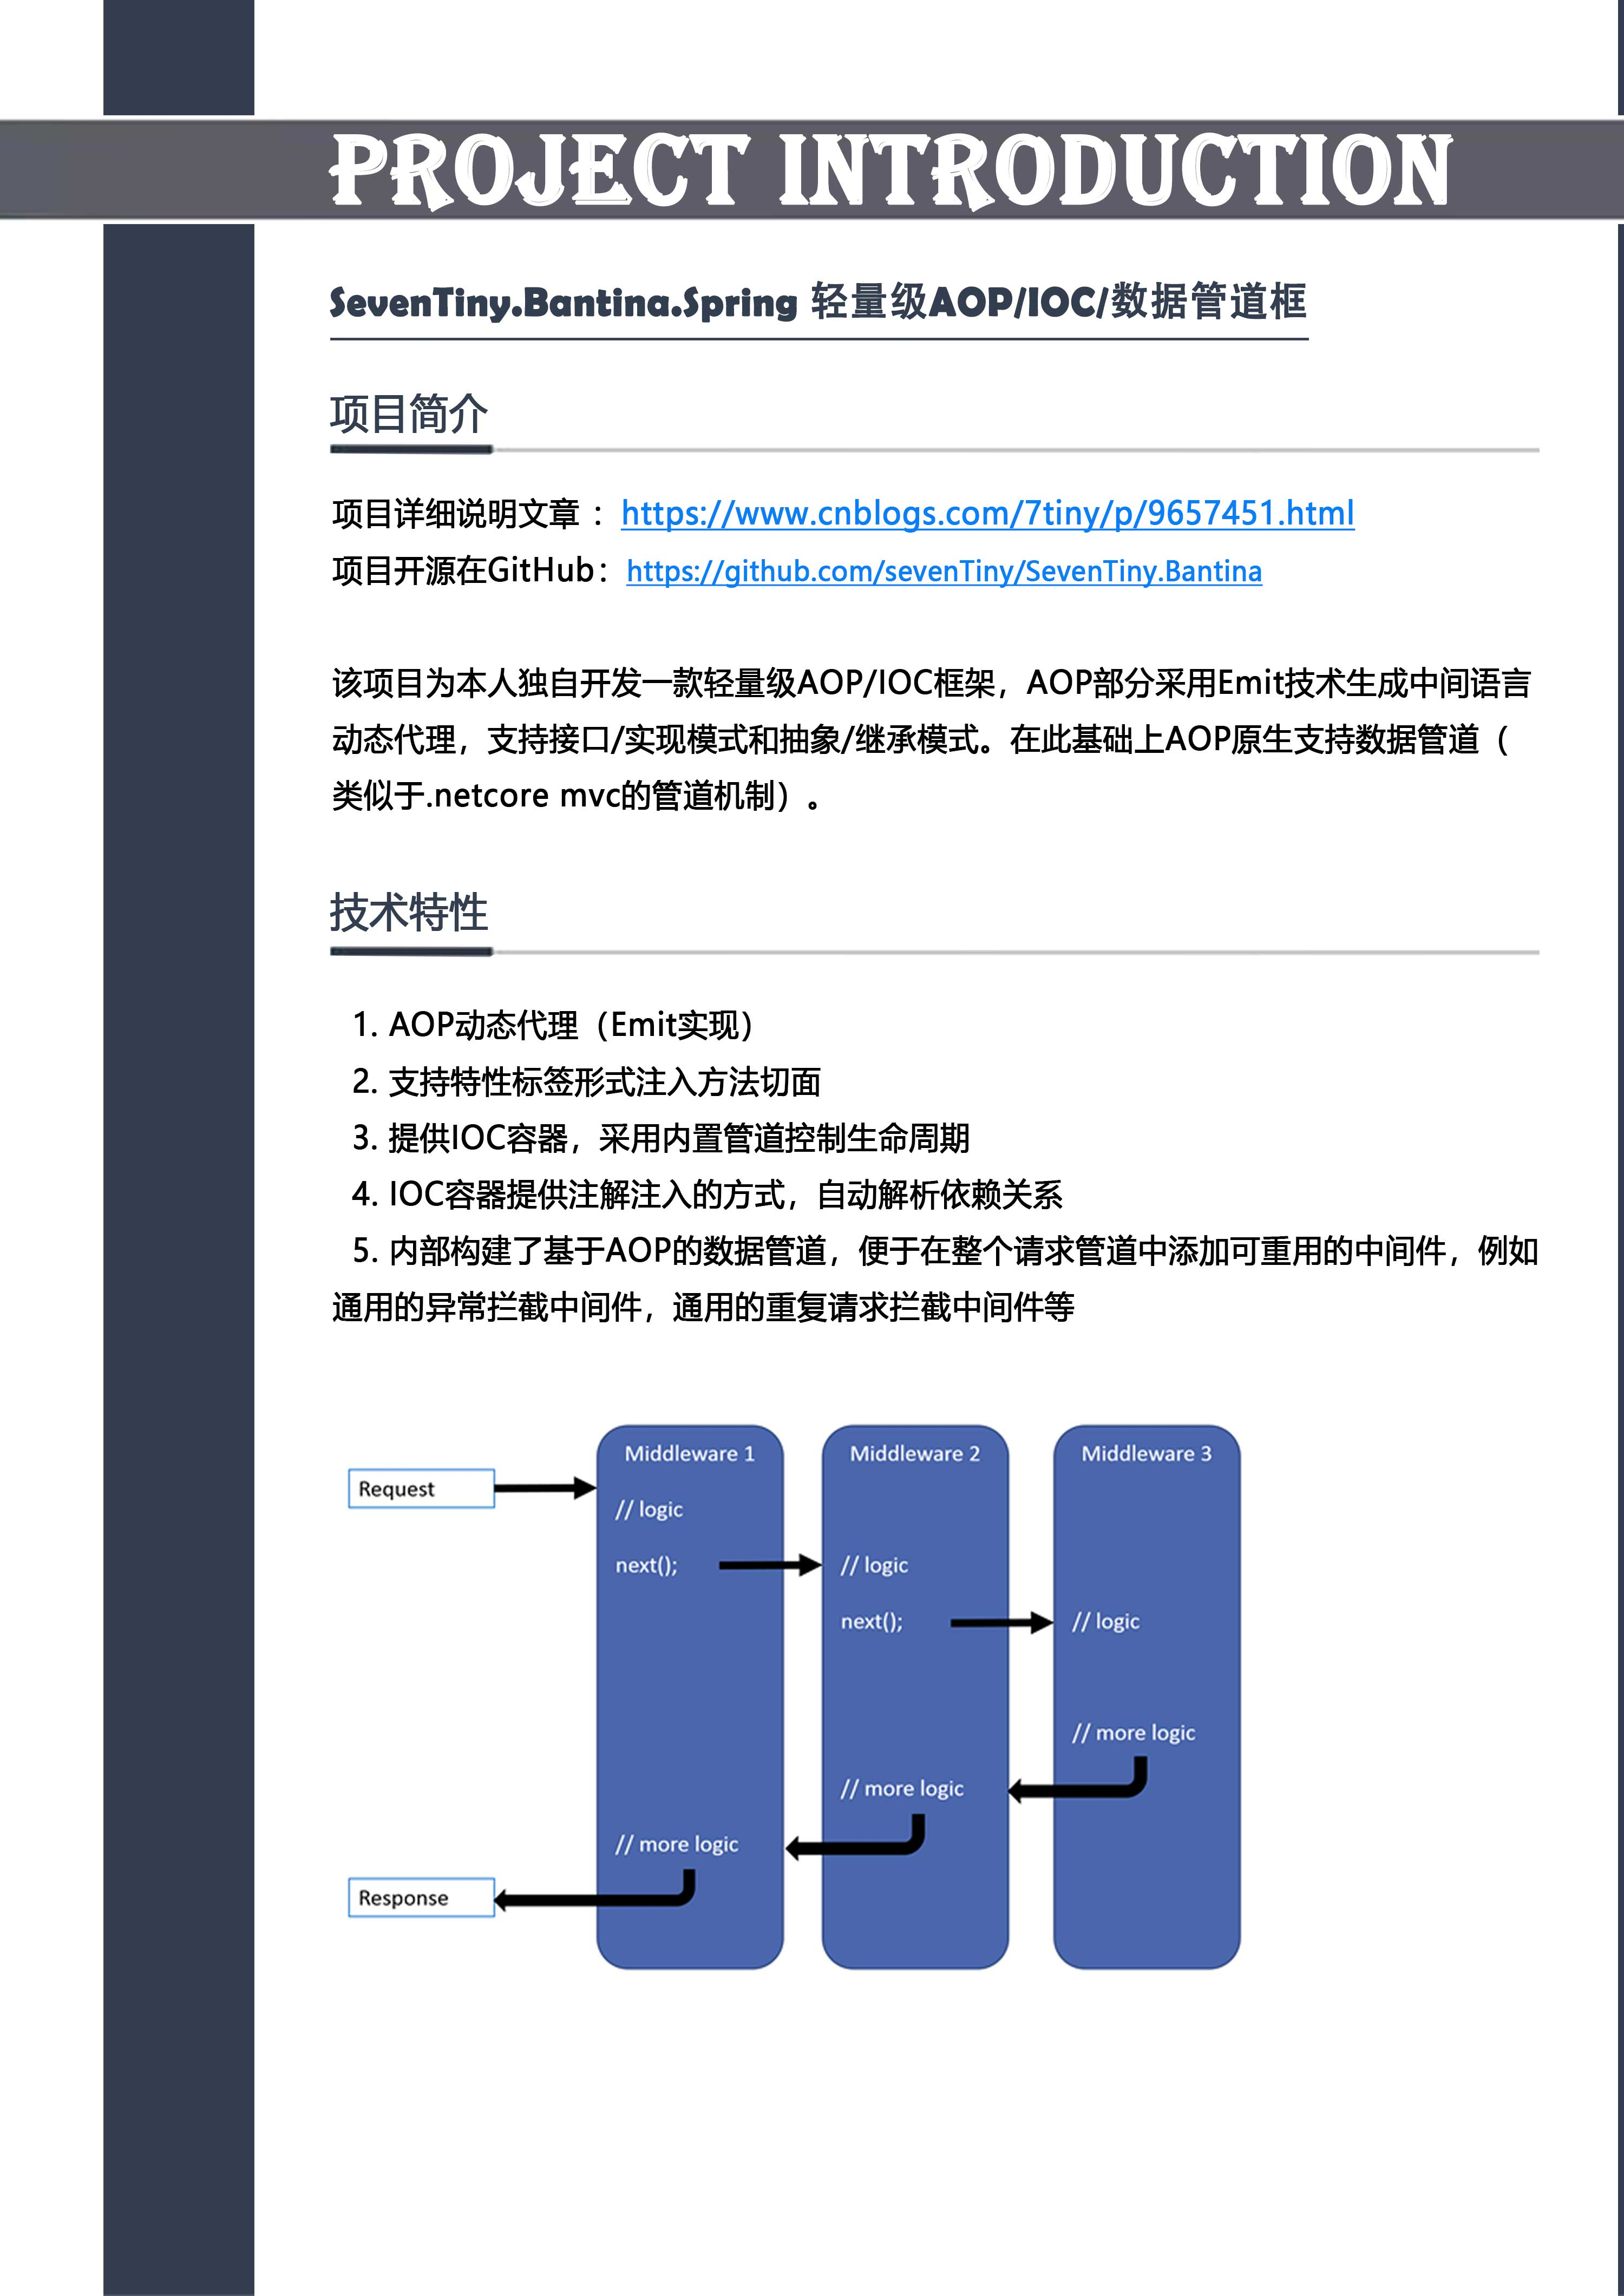 PROJECT INTRODUCTION
SevenTiny.Bantina.Spring 轻量级AOP/IOC/数据管道框
项目简介
项目详细说明文章 ：https://www.cnblogs.com/7tiny/p/9657451.html
项目开源在GitHub：https://github.com/sevenTiny/SevenTiny.Bantina
该项目为本人独自开发一款轻量级AOP/IOC框架，AOP部分采用Emit技术生成中间语言
动态代理，支持接口/实现模式和抽象/继承模式。在此基础上AOP原生支持数据管道（
类似于.netcore mvc的管道机制）。
技术特性
1. AOP动态代理（Emit实现）
2. 支持特性标签形式注入方法切面
3. 提供IOC容器，采用内置管道控制生命周期
4. IOC容器提供注解注入的方式，自动解析依赖关系
5. 内部构建了基于AOP的数据管道，便于在整个请求管道中添加可重用的中间件，例如
通用的异常拦截中间件，通用的重复请求拦截中间件等
Middleware 1
Middleware 2
Middleware 3
Request
// logic
next();
// logic
next();
// logic
// more logic
// more logic
// more logic
Response